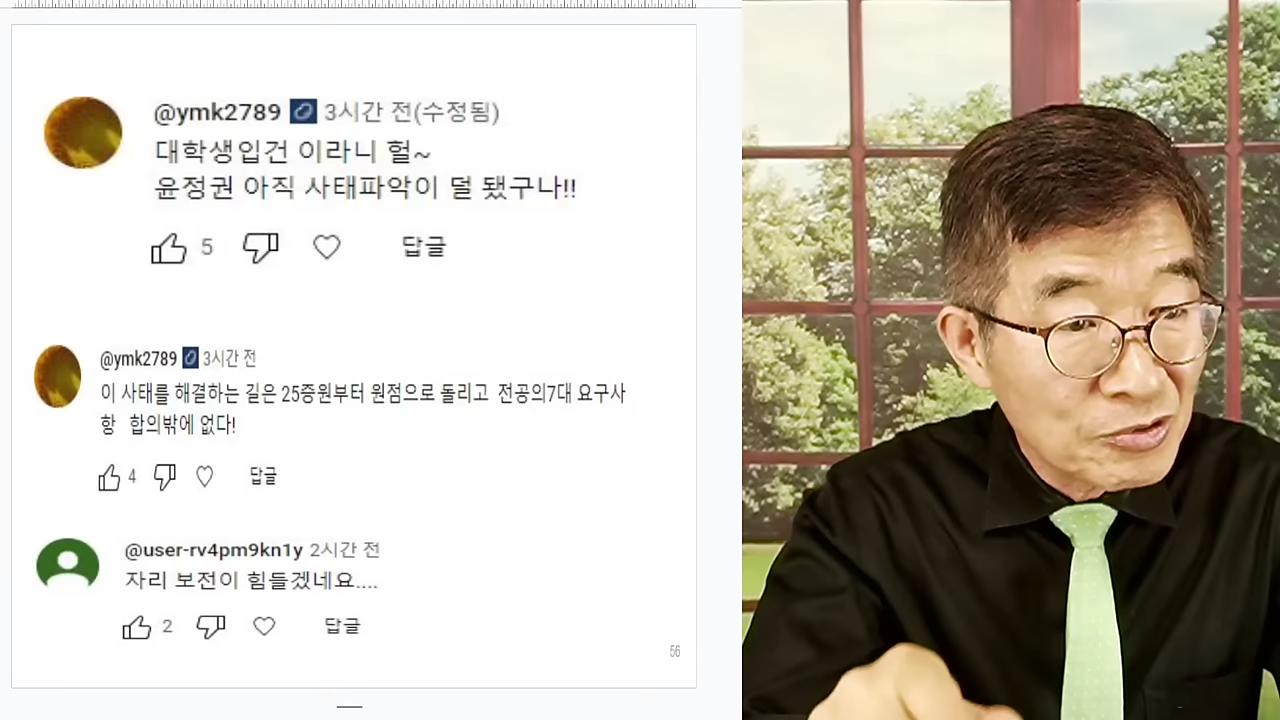 @ymk2789 3시간 전(수정됨)
대학생입건 이라니 헐~
윤정권 아직 사태파악이 덜 됐구나!!
5 답글
@ymk2789 3시간 전
이 사태를 해결하는 길은 25증원부터 원점으로 돌리고 전공의7대 요구사
항 합의밖에 없다!
4 답글
@user-rv4pm9kn1y 2시간 전
자리 보전이 힘들겠네요....
2 답글
56